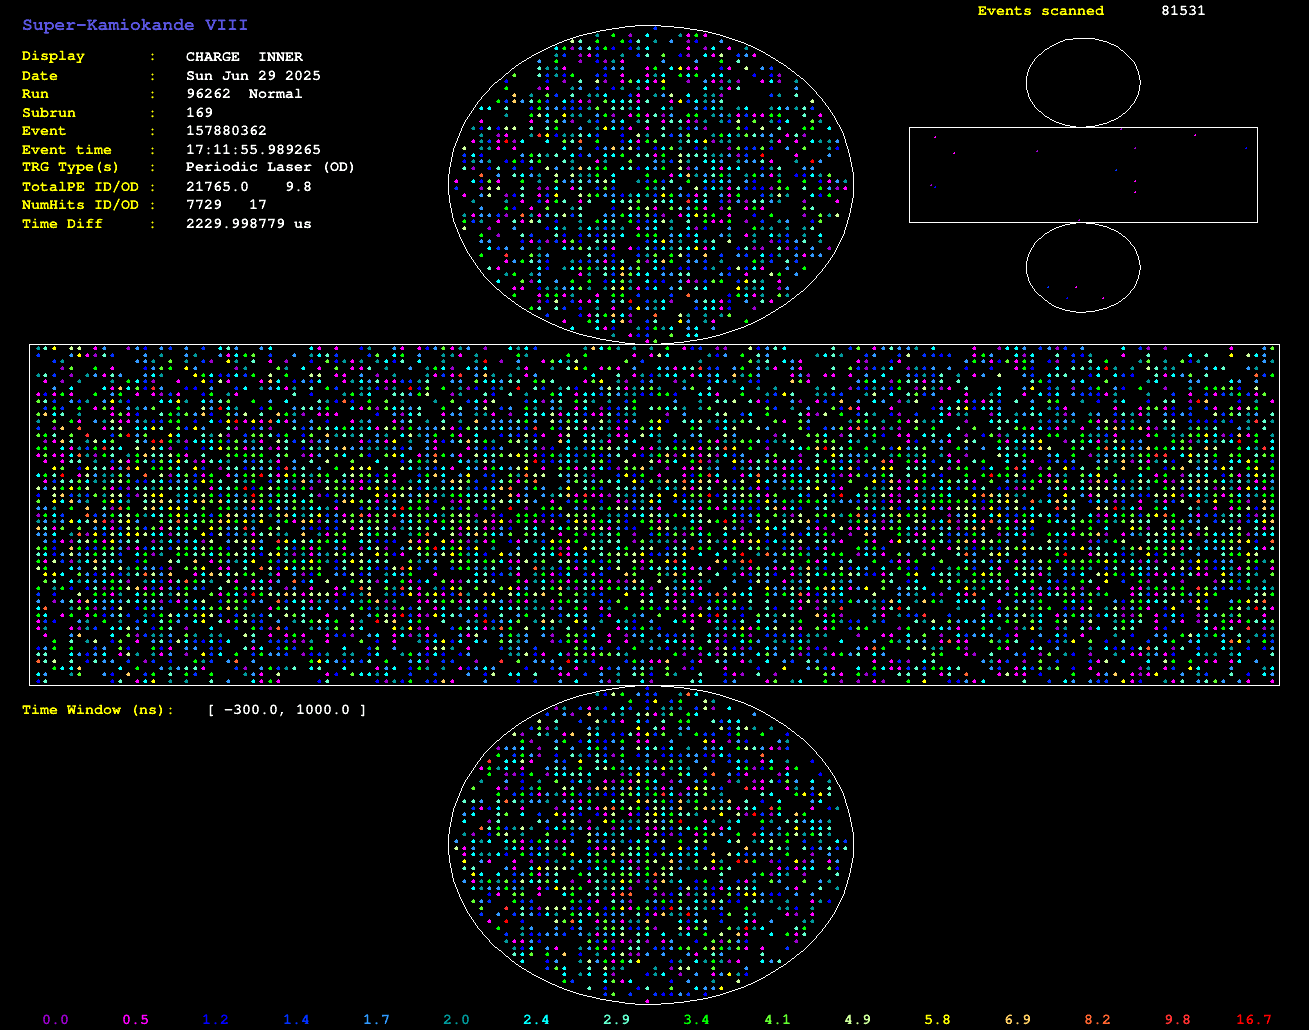 Super-Kamiokande VIII
Events scanned 81531
Display : CHARGE INNER
Date : Sun Jun 29 2025
Run : 96262 Normal
Subrun : 169
Event : 157880362
Event time : 17:11:55.989265
TRG Type(s) : Periodic Laser (OD)
TotalPE ID/OD : 21765.0 9.8
NumHits ID/OD : 7729 17
Time Diff : 2229.998779 us
Time Window (ns): [ -300.0, 1000.0 ]
0.0 0.5 1.2 1.4 1.7 2.0 2.4 2.9 3.4 4.1 4.9 5.8 6.9 8.2 9.8 16.7